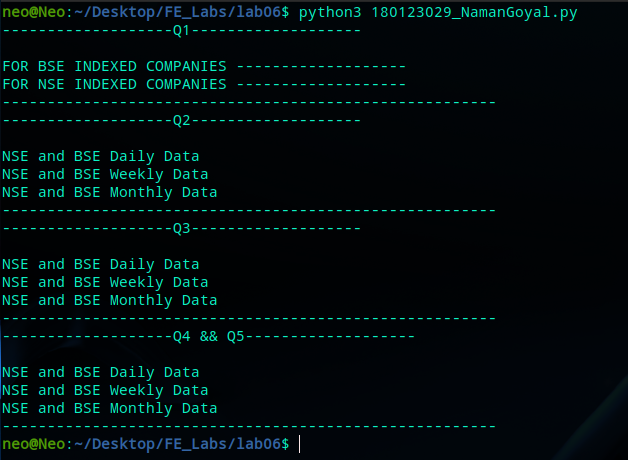 neo@Neo:~/Desktop/FE_Labs/lab06$ python3 180123029_NamanGoyal.py
-------------------Q1-------------------
FOR BSE INDEXED COMPANIES -------------------
FOR NSE INDEXED COMPANIES -------------------
-------------------------------------------------------
-------------------Q2-------------------
NSE and BSE Daily Data
NSE and BSE Weekly Data
NSE and BSE Monthly Data
-------------------------------------------------------
-------------------Q3-------------------
NSE and BSE Daily Data
NSE and BSE Weekly Data
NSE and BSE Monthly Data
-------------------------------------------------------
-------------------Q4 && Q5-------------------
NSE and BSE Daily Data
NSE and BSE Weekly Data
NSE and BSE Monthly Data
-------------------------------------------------------
neo@Neo:~/Desktop/FE_Labs/lab06$